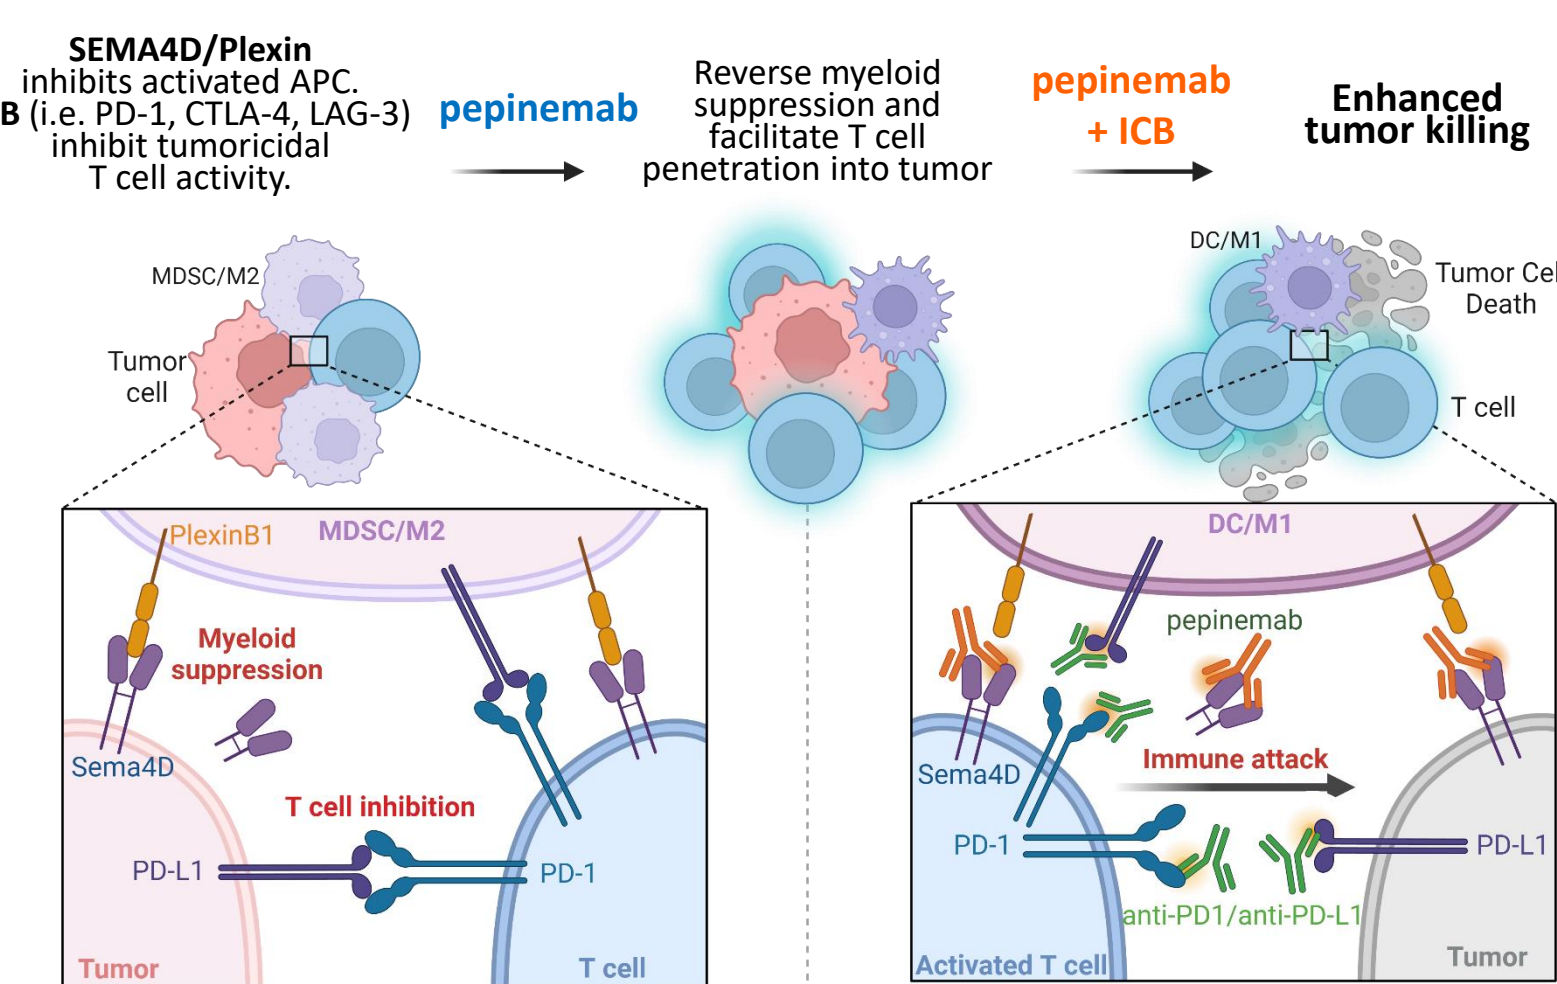 SEMA4D/Plexin
inhibits activated APC.
B (i.e. PD-1, CTLA-4, LAG-3)
inhibit tumoricidal
T cell activity.
pepinemab
Reverse myeloid
suppression and
facilitate T cell
penetration into tumor
pepinemab
+ ICB
Enhanced
tumor killing
MDSC/M2
Tumor
cell
DC/M1
Tumor Cel
Death
T cell
PlexinB1
MDSC/M2
Myeloid
suppression
Sema4D
T cell inhibition
PD-L1
PD-1
Tumor
T cell
DC/M1
pepinemab
Sema4D
Immune attack
PD-1
PD-L1
anti-PD1/anti-PD-L1
Activated T cell
Tumor